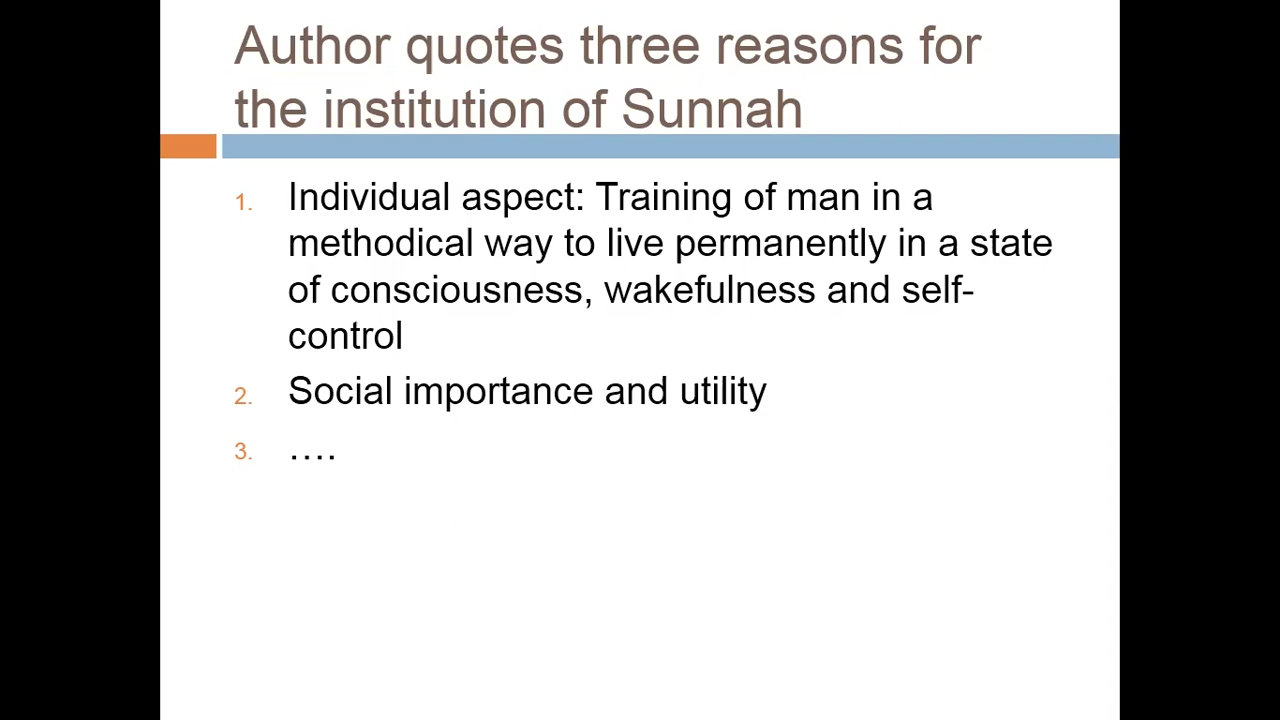 Author quotes three reasons for
the institution of Sunnah
1. Individual aspect: Training of man in a
methodical way to live permanently in a state
of consciousness, wakefulness and self-
control
2. Social importance and utility
3. ….